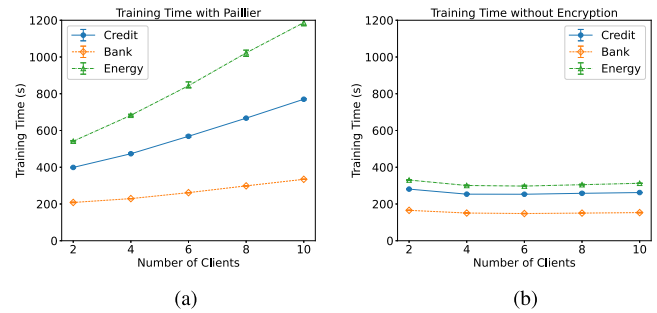 Training Time with Paillier
1200
1000
800
600
400
200
0
Training Time (s)
Credit
Bank
Energy
2 4 6 8 10
Number of Clients
(a)
Training Time without Encryption
1200
1000
800
600
400
200
0
Training Time (s)
Credit
Bank
Energy
2 4 6 8 10
Number of Clients
(b)